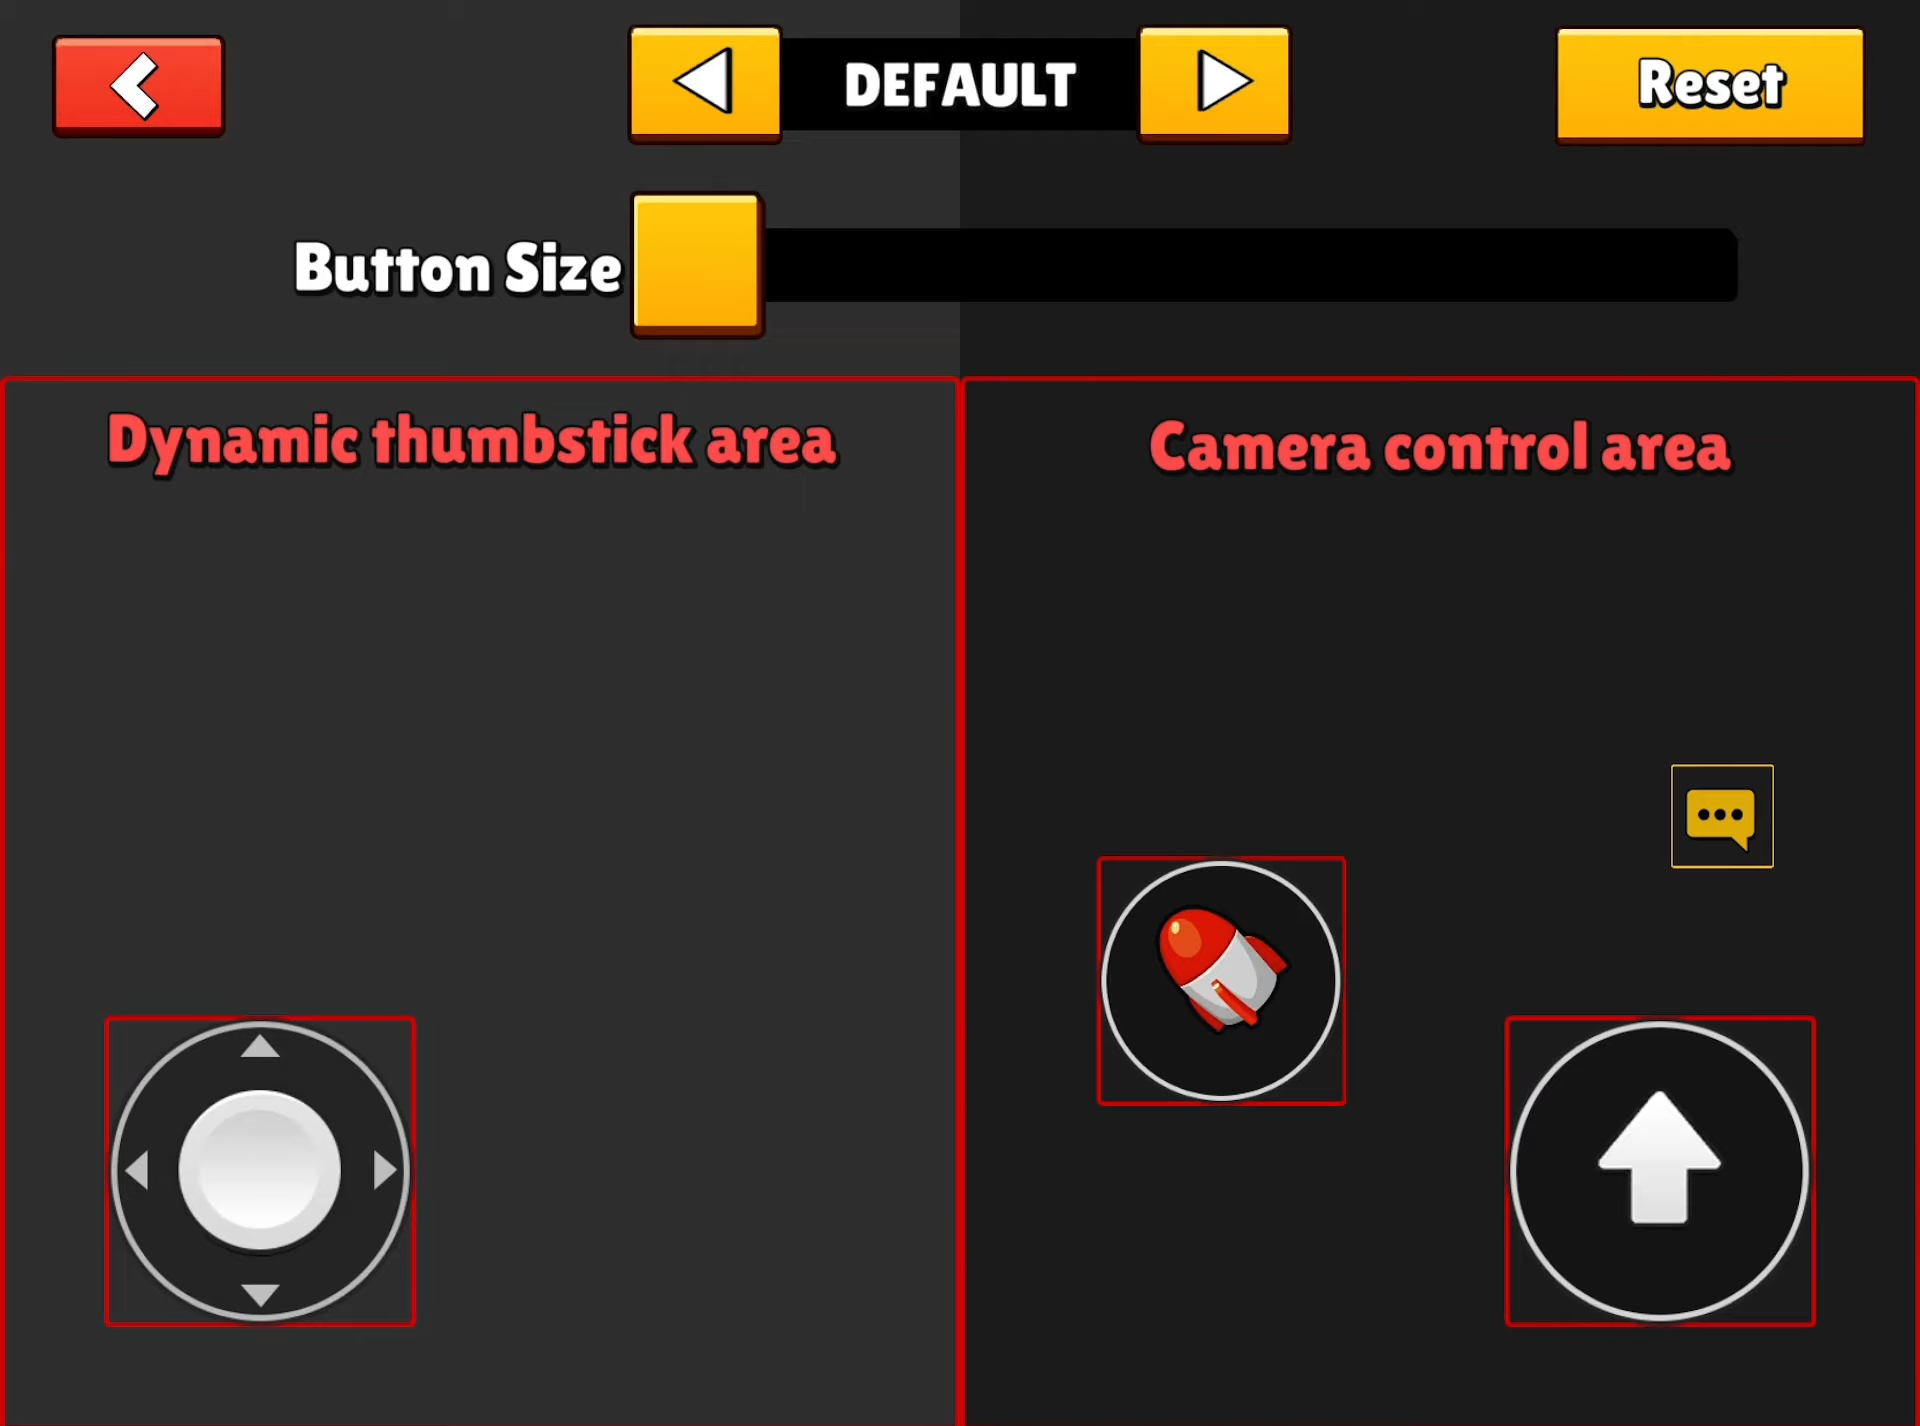 DEFAULT
Reset
Button Size
Dynamic thumbstick area
Camera control area